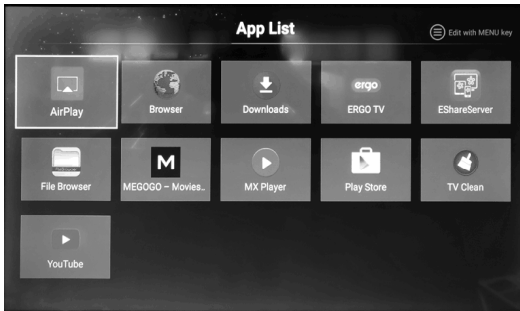 App List
Edit with MENU key
AirPlay
Browser
Downloads
ergo
ERGO TV
EShareServer
File Browser
M
MEGOGO – Movies..
MX Player
Play Store
TV Clean
YouTube